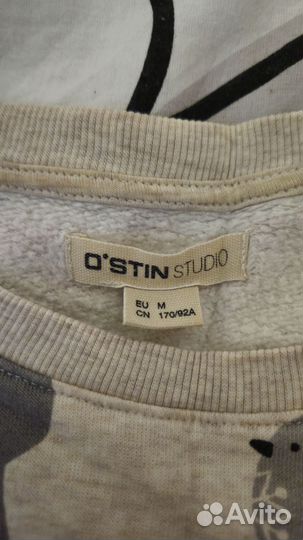 O'STIN STUDIO
EU M
CN 170/92A
Avito